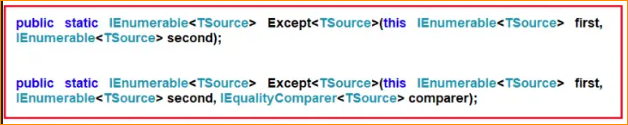 public static IEnumerable<TSource> Except<TSource>(this IEnumerable<TSource> first,
IEnumerable<TSource> second);
public static IEnumerable<TSource> Except<TSource>(this IEnumerable<TSource> first,
IEnumerable<TSource> second, IEqualityComparer<TSource> comparer);